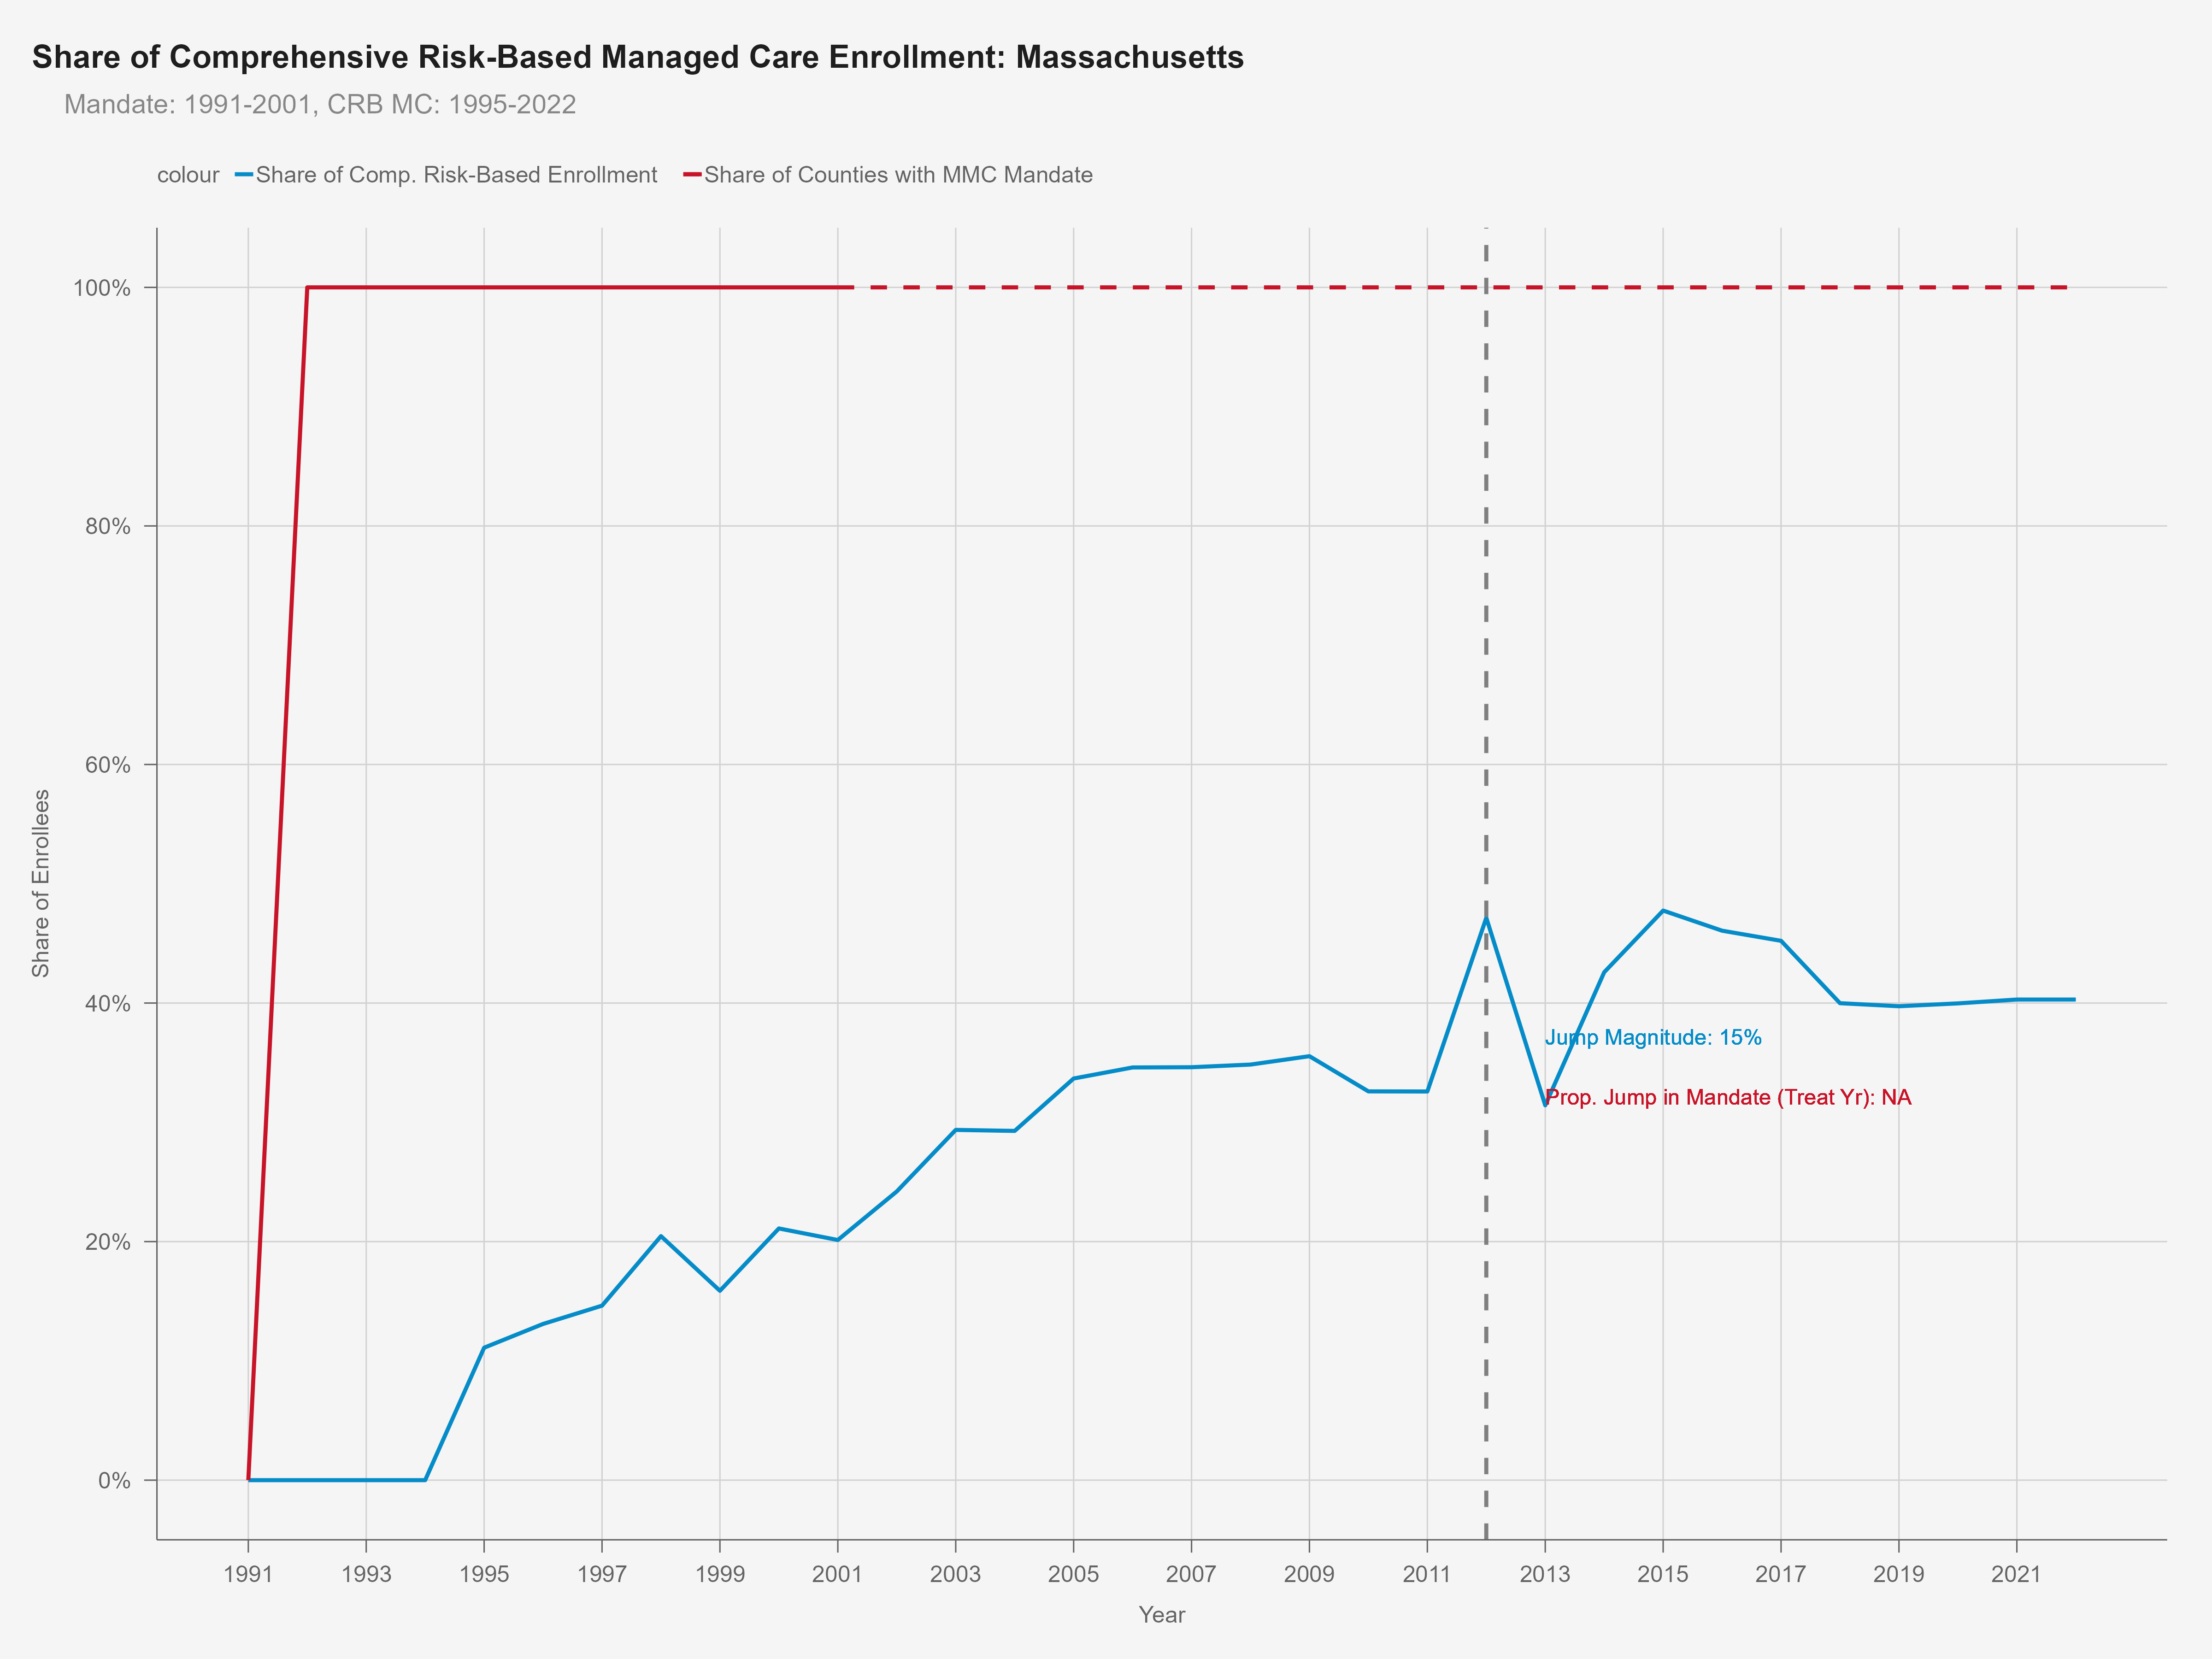 Share of Comprehensive Risk-Based Managed Care Enrollment: Massachusetts
Mandate: 1991-2001, CRB MC: 1995-2022
colour Share of Comp. Risk-Based Enrollment Share of Counties with MMC Mandate
100%
80%
60%
40%
20%
0%
Share of Enrollees
Jump Magnitude: 15%
Prop. Jump in Mandate (Treat Yr): NA
1991 1993 1995 1997 1999 2001 2003 2005 2007 2009 2011 2013 2015 2017 2019 2021
Year